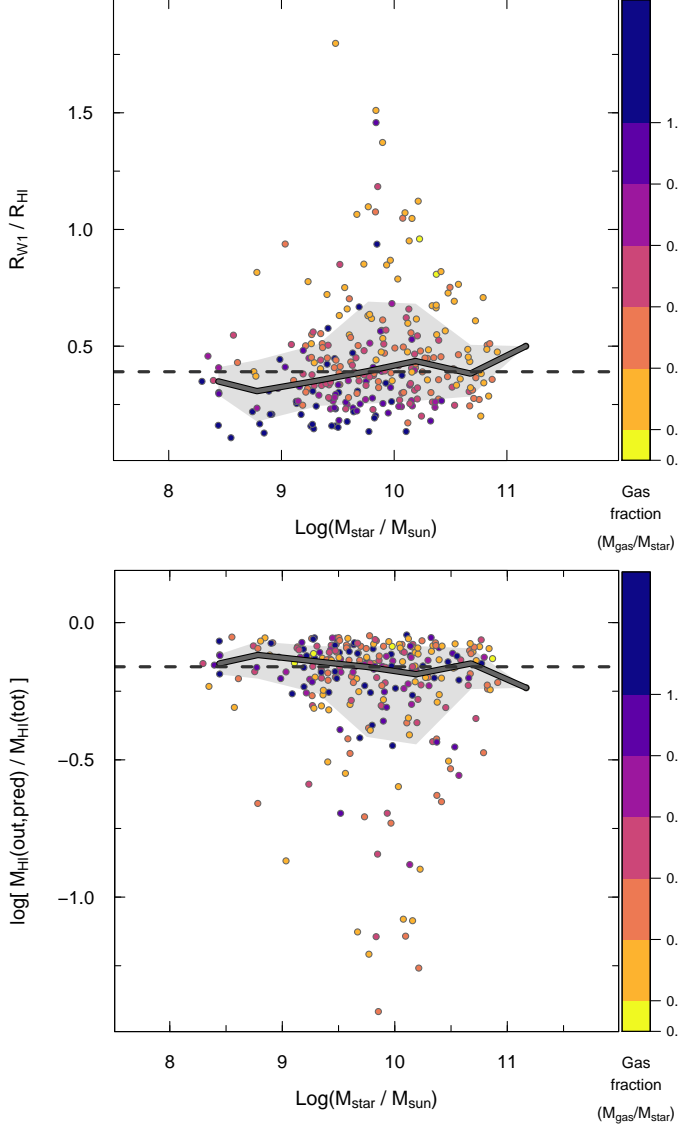 1.5
1.0
0.5
R_W1 / R_HI
8
9
10
11
Log(M_star / M_sun)
1.
0.
0.
0.
0.
0.
0.
Gas
fraction
(M_gas/M_star)
0.0
−0.5
−1.0
log[ M_HI(out,pred) / M_HI(tot) ]
8
9
10
11
Log(M_star / M_sun)
1.
0.
0.
0.
0.
0.
0.
Gas
fraction
(M_gas/M_star)